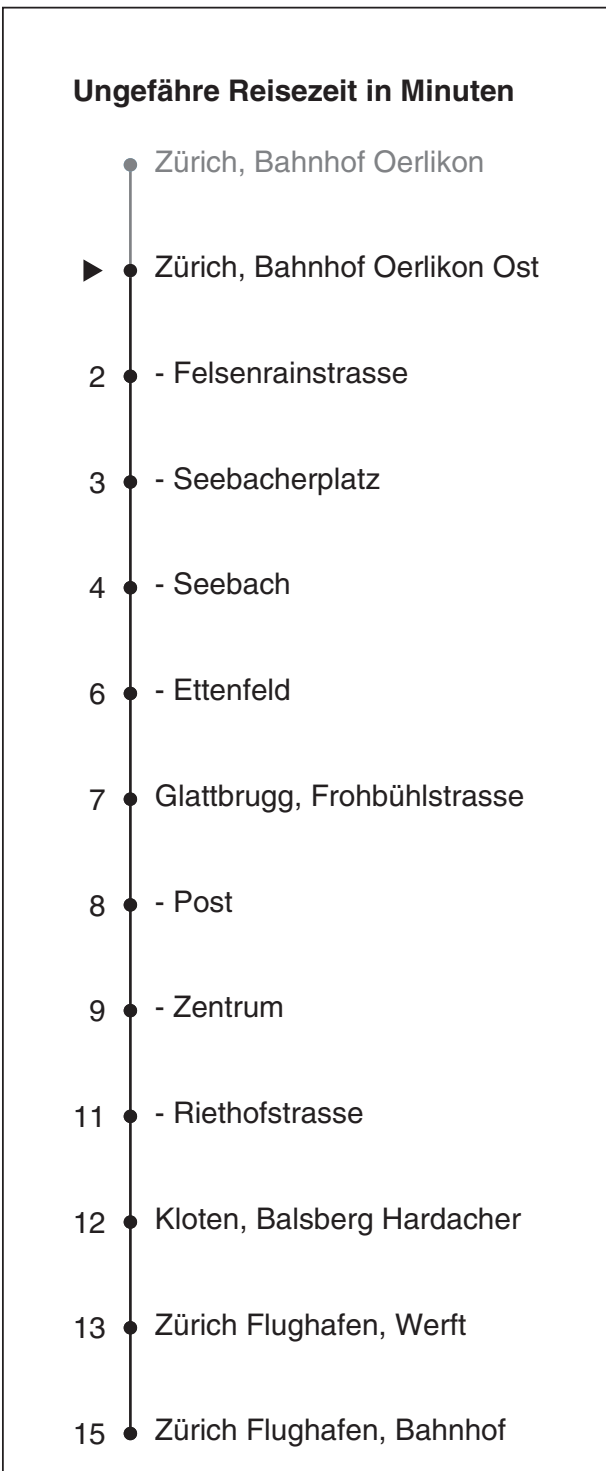 Ungefähre Reisezeit in Minuten
Zürich, Bahnhof Oerlikon
Zürich, Bahnhof Oerlikon Ost
2 - Felsenrainstrasse
3 - Seebacherplatz
4 - Seebach
6 - Ettenfeld
7 Glattbrugg, Frohbühlstrasse
8 - Post
9 - Zentrum
11 - Riethofstrasse
12 Kloten, Balsberg Hardacher
13 Zürich Flughafen, Werft
15 Zürich Flughafen, Bahnhof